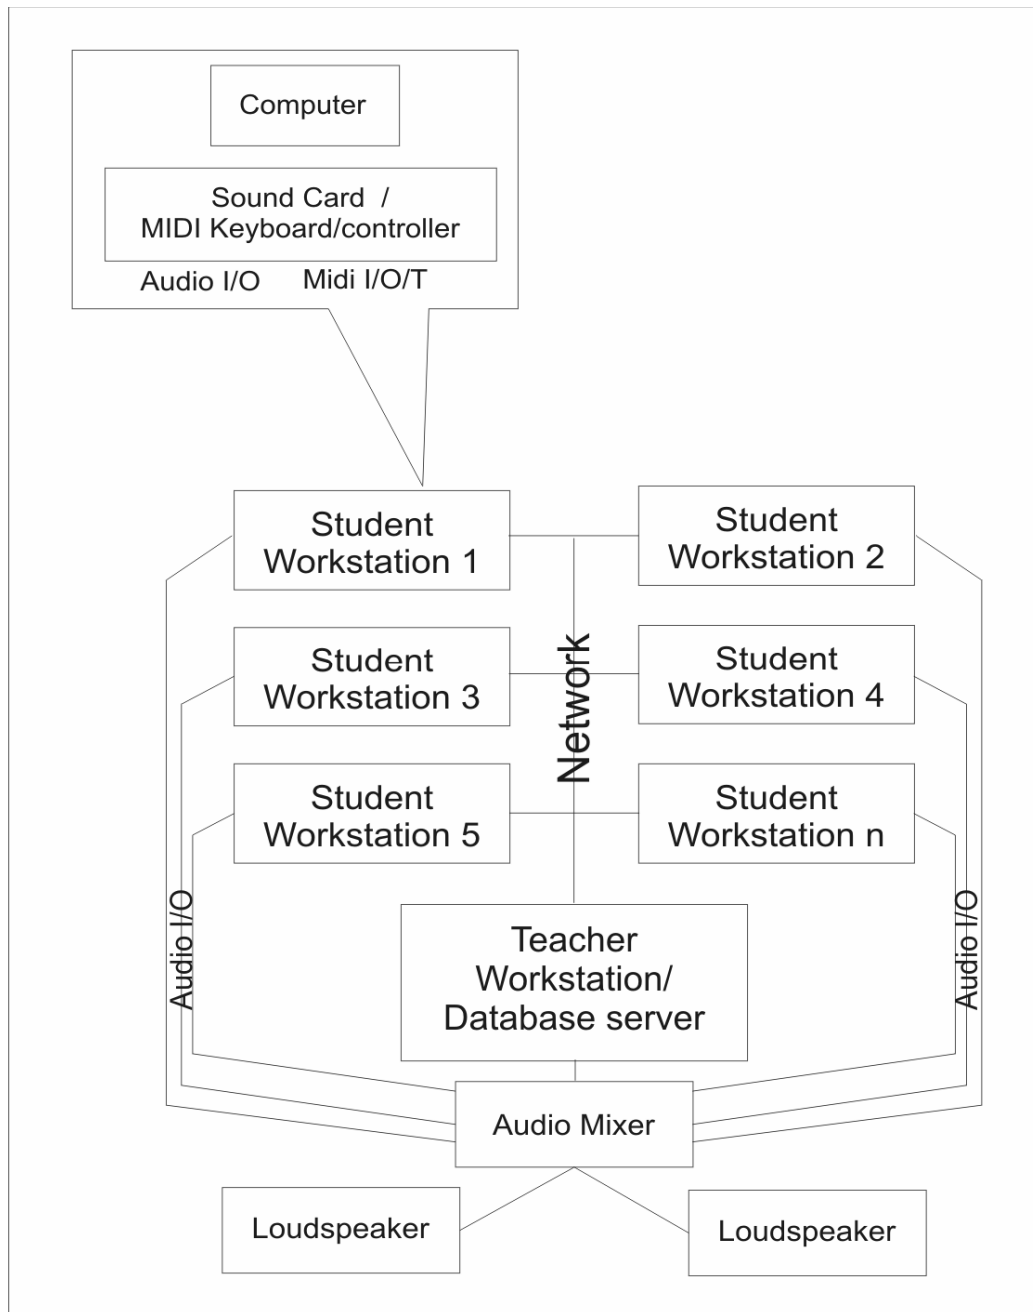 Computer
Sound Card /
MIDI Keyboard/controller
Audio I/O
Midi I/O/T
Student
Workstation 1
Student
Workstation 2
Student
Workstation 3
Student
Workstation 4
Student
Workstation 5
Student
Workstation n
Network
Audio I/O
Audio I/O
Teacher
Workstation/
Database server
Audio Mixer
Loudspeaker
Loudspeaker